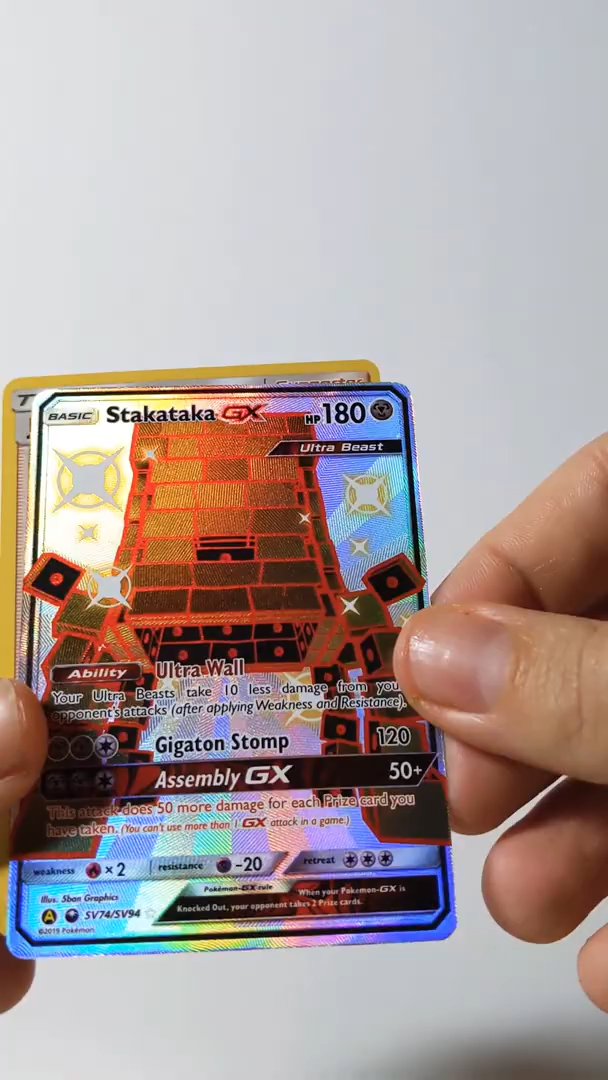 Supporter
BASIC Stakataka GX HP 180
Ultra Beast
Ability Ultra Wall
Your Ultra Beasts take 10 less damage from your
opponent's attacks (after applying Weakness and Resistance).
Gigaton Stomp 120
Assembly GX 50+
This attack does 50 more damage for each Prize card you
have taken. (You can't use more than 1 GX attack in a game.)
weakness ×2 resistance -20 retreat
Illus. Sban Graphics
Pokémon-GX rule When your Pokémon-GX is
Knocked Out, your opponent takes 2 Prize cards.
A SV74/SV94
©2019 Pokémon